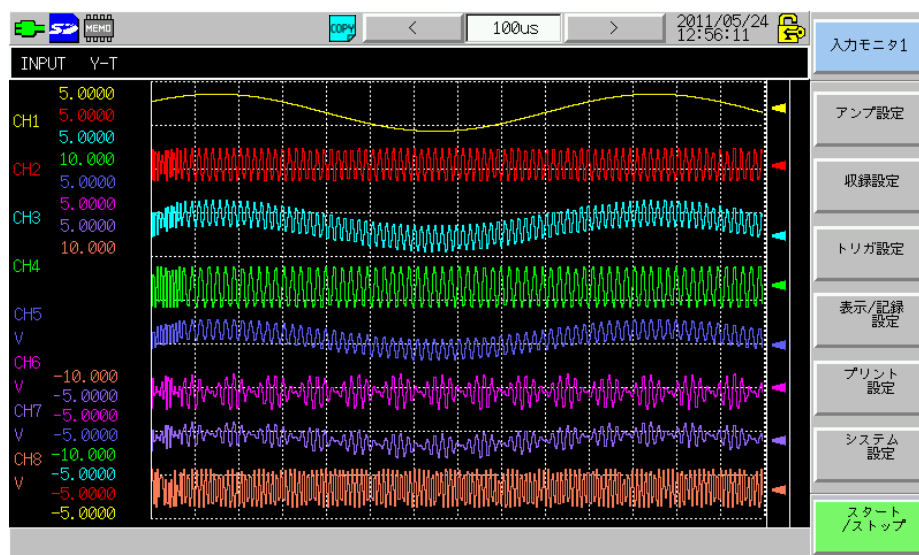 SD MEMO COPY < 100us > 2011/05/24
12:56:11
入力モニタ1
INPUT Y-T
アンプ設定
収録設定
トリガ設定
表示/記録
設定
プリント
設定
システム
設定
スタート
/ストップ
5.0000
CH1 5.0000
5.0000
10.000
CH2
5.0000
5.0000
CH3 5.0000
10.000
CH4
CH5
V
CH6
-10.000
V -5.0000
CH7 -5.0000
V -5.0000
CH8 -10.000
-5.0000
V -5.0000
-5.0000